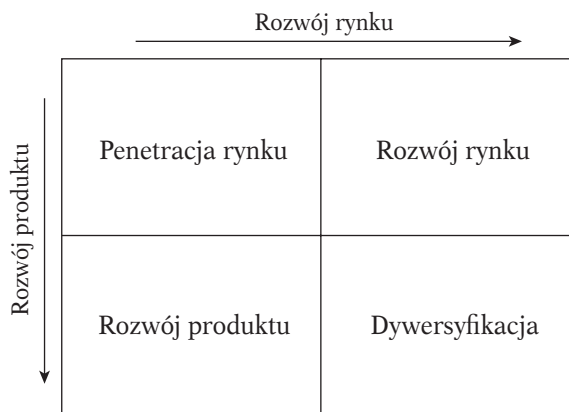 Rozwój rynku
Rozwój produktu
Penetracja rynku
Rozwój rynku
Rozwój produktu
Dywersyfikacja